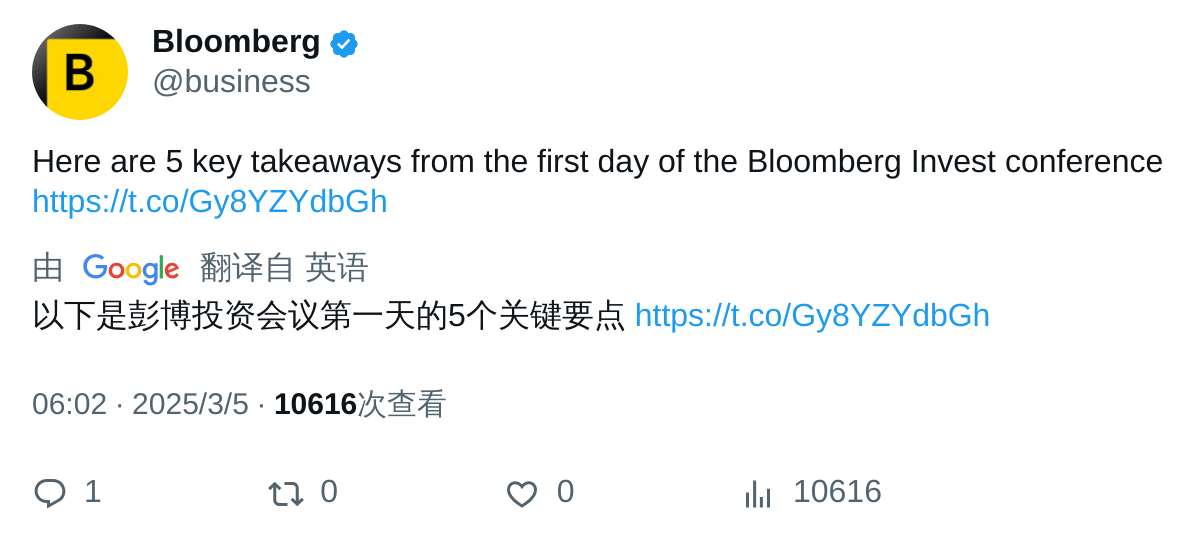 B
Bloomberg
@business
Here are 5 key takeaways from the first day of the Bloomberg Invest conference
https://t.co/Gy8YZYdbGh
由 Google 翻译自 英语
以下是彭博投资会议第一天的5个关键要点 https://t.co/Gy8YZYdbGh
06:02 · 2025/3/5 · 10616次查看
1 0 0 10616